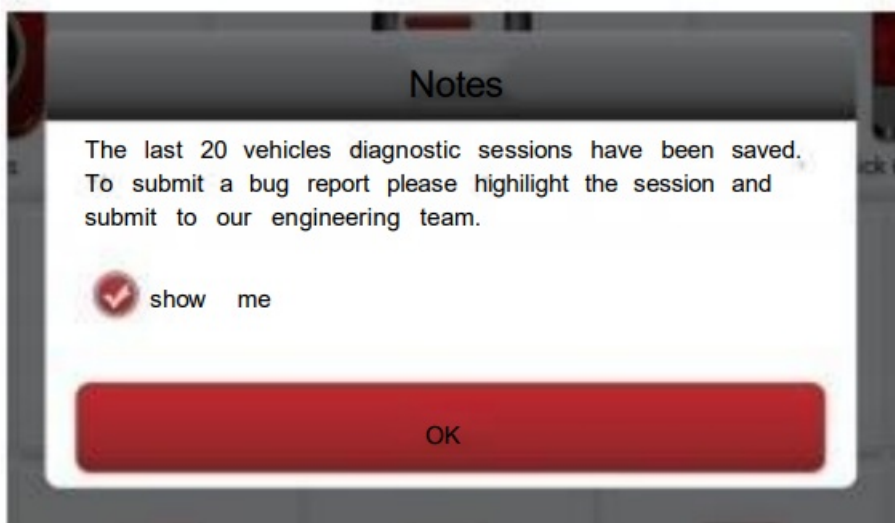 Notes
The last 20 vehicles diagnostic sessions have been saved.
To submit a bug report please highilight the session and
submit to our engineering team.
show me
OK